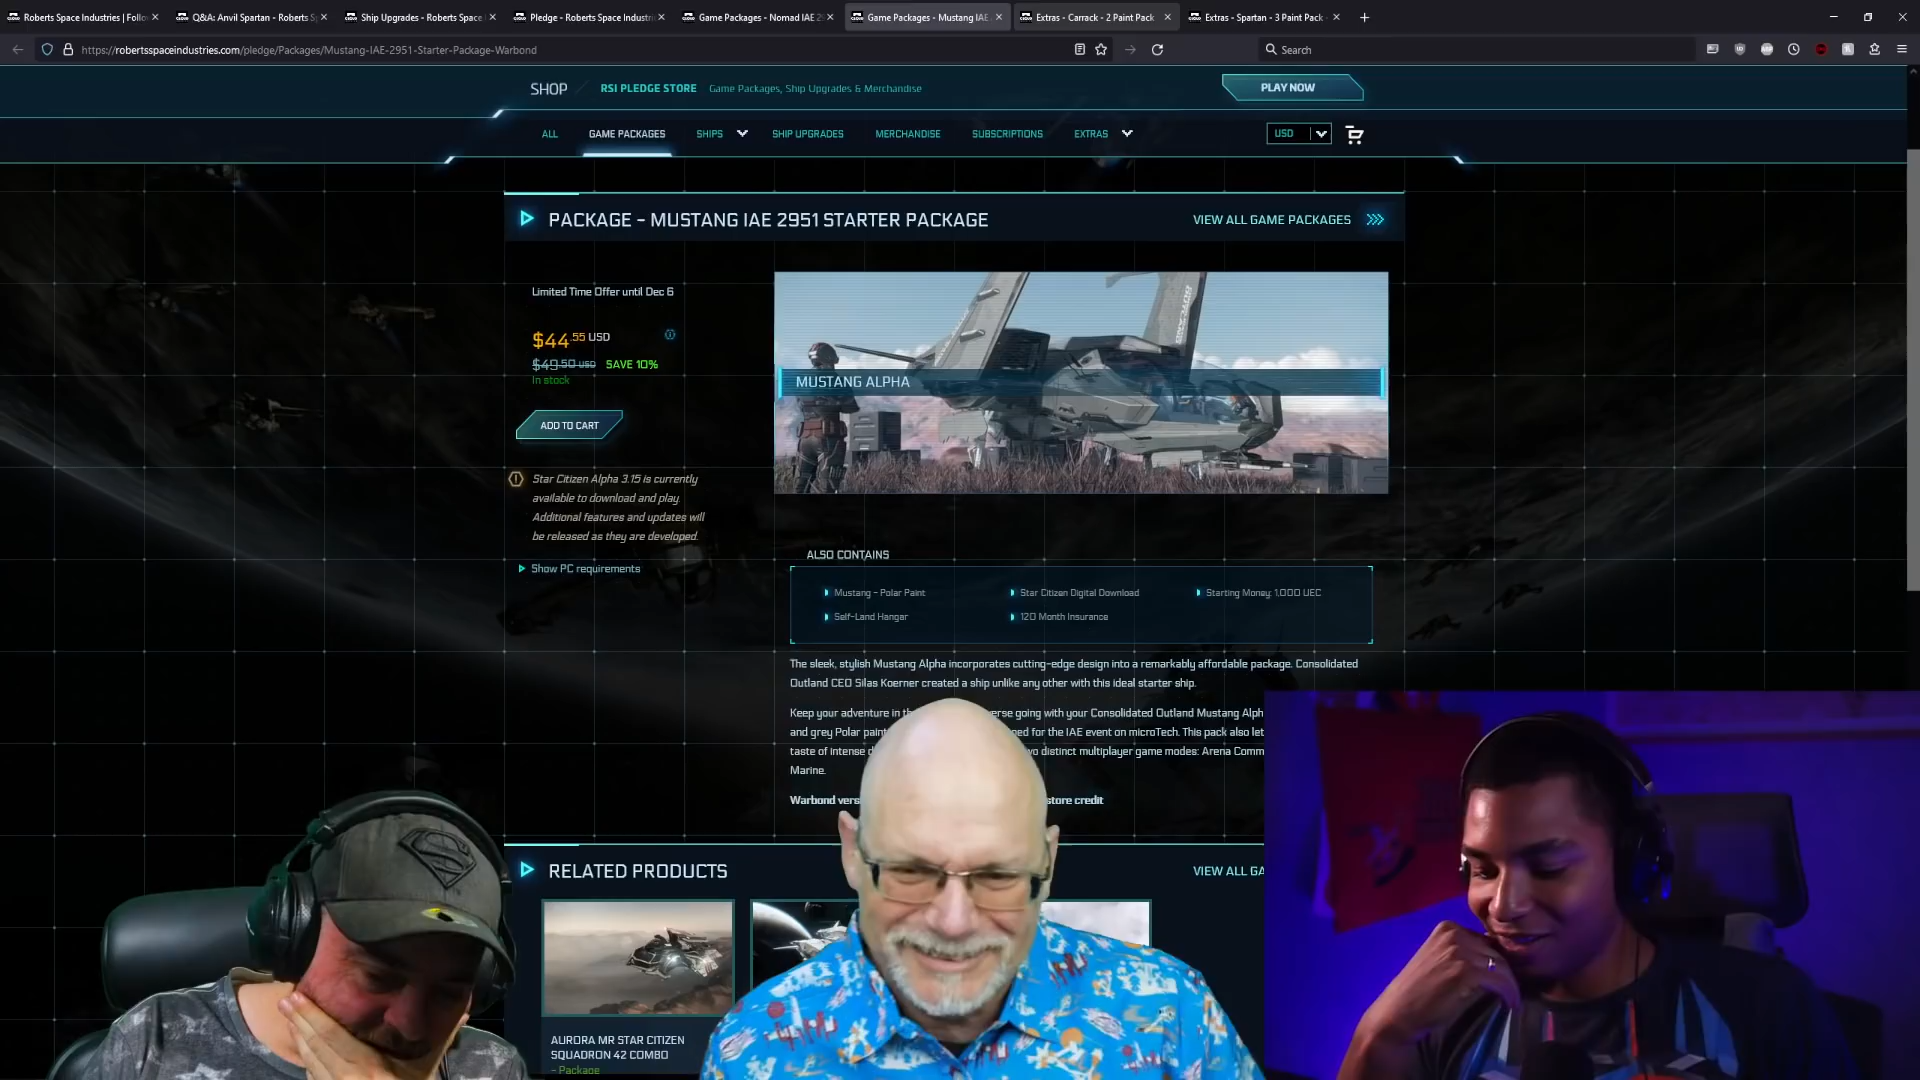 Roberts Space Industries | Follo
Q&A: Anvil Spartan - Roberts S
Ship Upgrades - Roberts Space
Pledge - Roberts Space Industri
Game Packages - Nomad IAE 2
Game Packages - Mustang IAE
Extras - Carrack - 2 Paint Pack
Extras - Spartan - 3 Paint Pack -
https://robertsspaceindustries.com/pledge/Packages/Mustang-IAE-2951-Starter-Package-Warbond
Search
SHOP
RSI PLEDGE STORE
Game Packages, Ship Upgrades & Merchandise
PLAY NOW
ALL
GAME PACKAGES
SHIPS
SHIP UPGRADES
MERCHANDISE
SUBSCRIPTIONS
EXTRAS
USD
PACKAGE - MUSTANG IAE 2951 STARTER PACKAGE
VIEW ALL GAME PACKAGES
Limited Time Offer until Dec 6
$44.55 USD
$49.50 USD SAVE 10%
In stock
ADD TO CART
Star Citizen Alpha 3.15 is currently
available to download and play.
Additional features and updates will
be released as they are developed.
Show PC requirements
MUSTANG ALPHA
ALSO CONTAINS
Mustang - Polar Paint
Star Citizen Digital Download
Starting Money: 1,000 UEC
Self-Land Hangar
120 Month Insurance
The sleek, stylish Mustang Alpha incorporates cutting-edge design into a remarkably affordable package. Consolidated
Outland CEO Silas Koerner created a ship unlike any other with this ideal starter ship.
Keep your adventure in th erse going with your Consolidated Outland Mustang Alph
and grey Polar paint ned for the IAE event on microTech. This pack also let
taste of intense d wo distinct multiplayer game modes: Arena Comm
Marine.
Warbond vers store credit
RELATED PRODUCTS
VIEW ALL GA
AURORA MR STAR CITIZEN
SQUADRON 42 COMBO
- Package